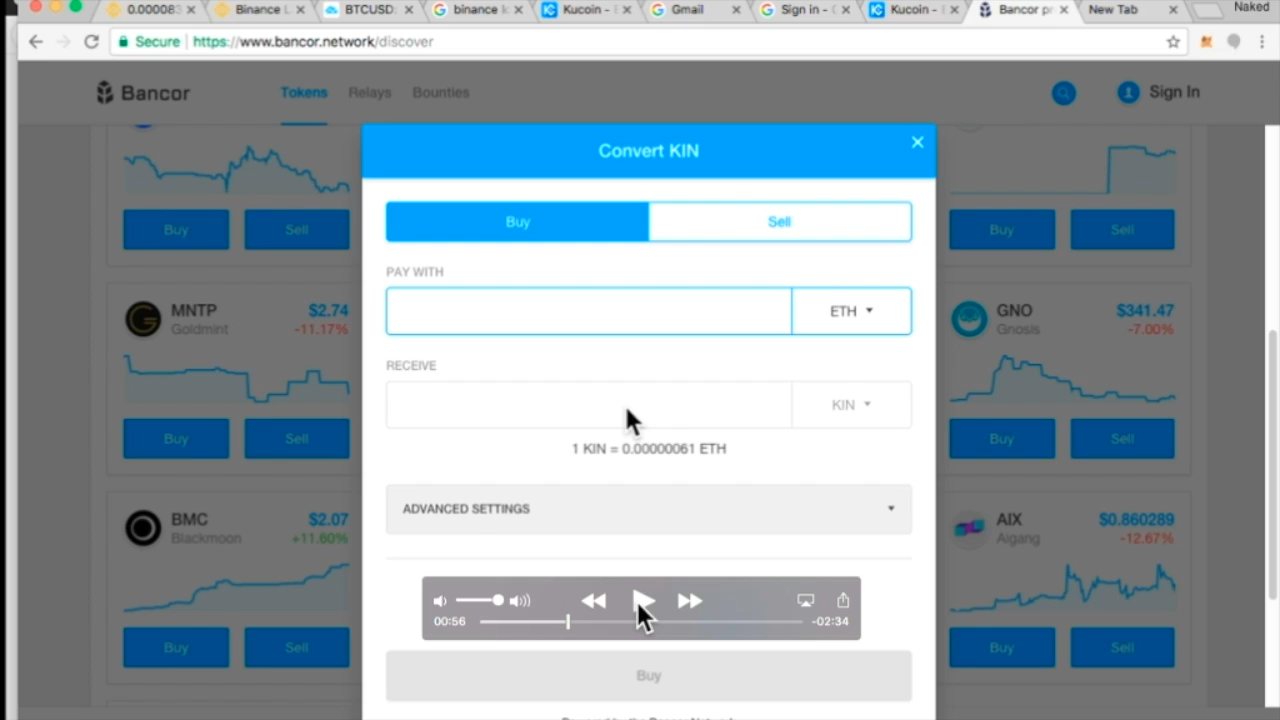 0.000083 Binance L BTCUSD: binance k Kucoin - E Gmail Sign in - Kucoin - Bancor pr New Tab Naked
Secure https://www.bancor.network/discover
Bancor Tokens Relays Bounties Sign In
Convert KIN
Buy Sell
PAY WITH
ETH
RECEIVE
KIN
1 KIN = 0.00000061 ETH
ADVANCED SETTINGS
00:56 -02:34
Buy
Buy Sell
MNTP $2.74
Goldmint -11.17%
Buy Sell
BMC $2.07
Blackmoon +11.60%
Buy Sell
Buy Sell
GNO $341.47
Gnosis -7.00%
Buy Sell
AIX $0.860289
Aigang -12.67%
Buy Sell